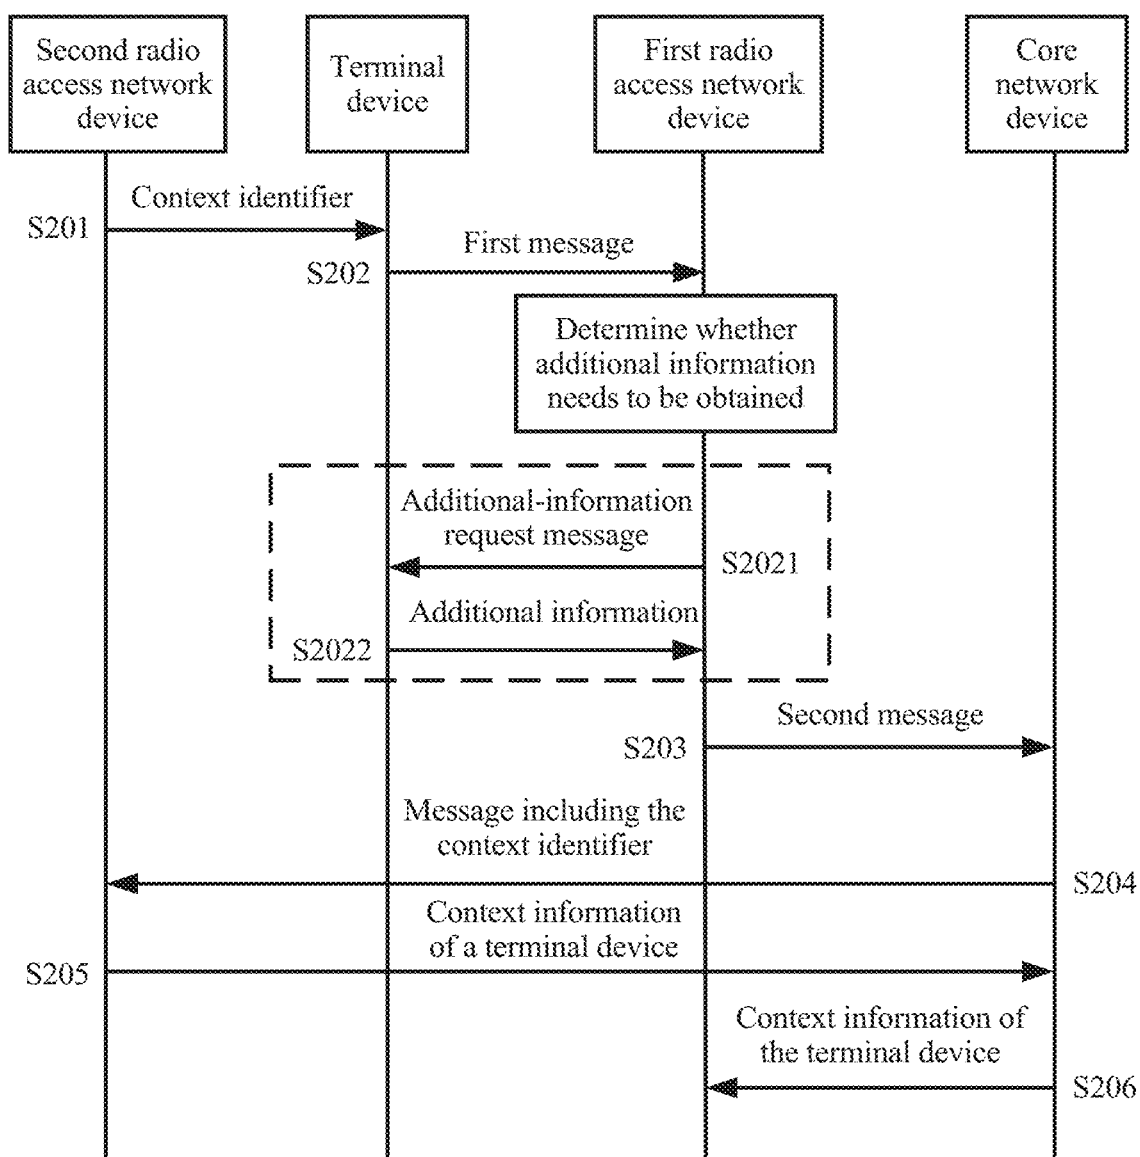 Second radio
access network
device
Terminal
device
First radio
access network
device
Core
network
device
Context identifier
S201
First message
S202
Determine whether
additional information
needs to be obtained
Additional-information
request message
S2021
Additional information
S2022
Second message
S203
Message including the
context identifier
S204
Context information
of a terminal device
S205
Context information of
the terminal device
S206